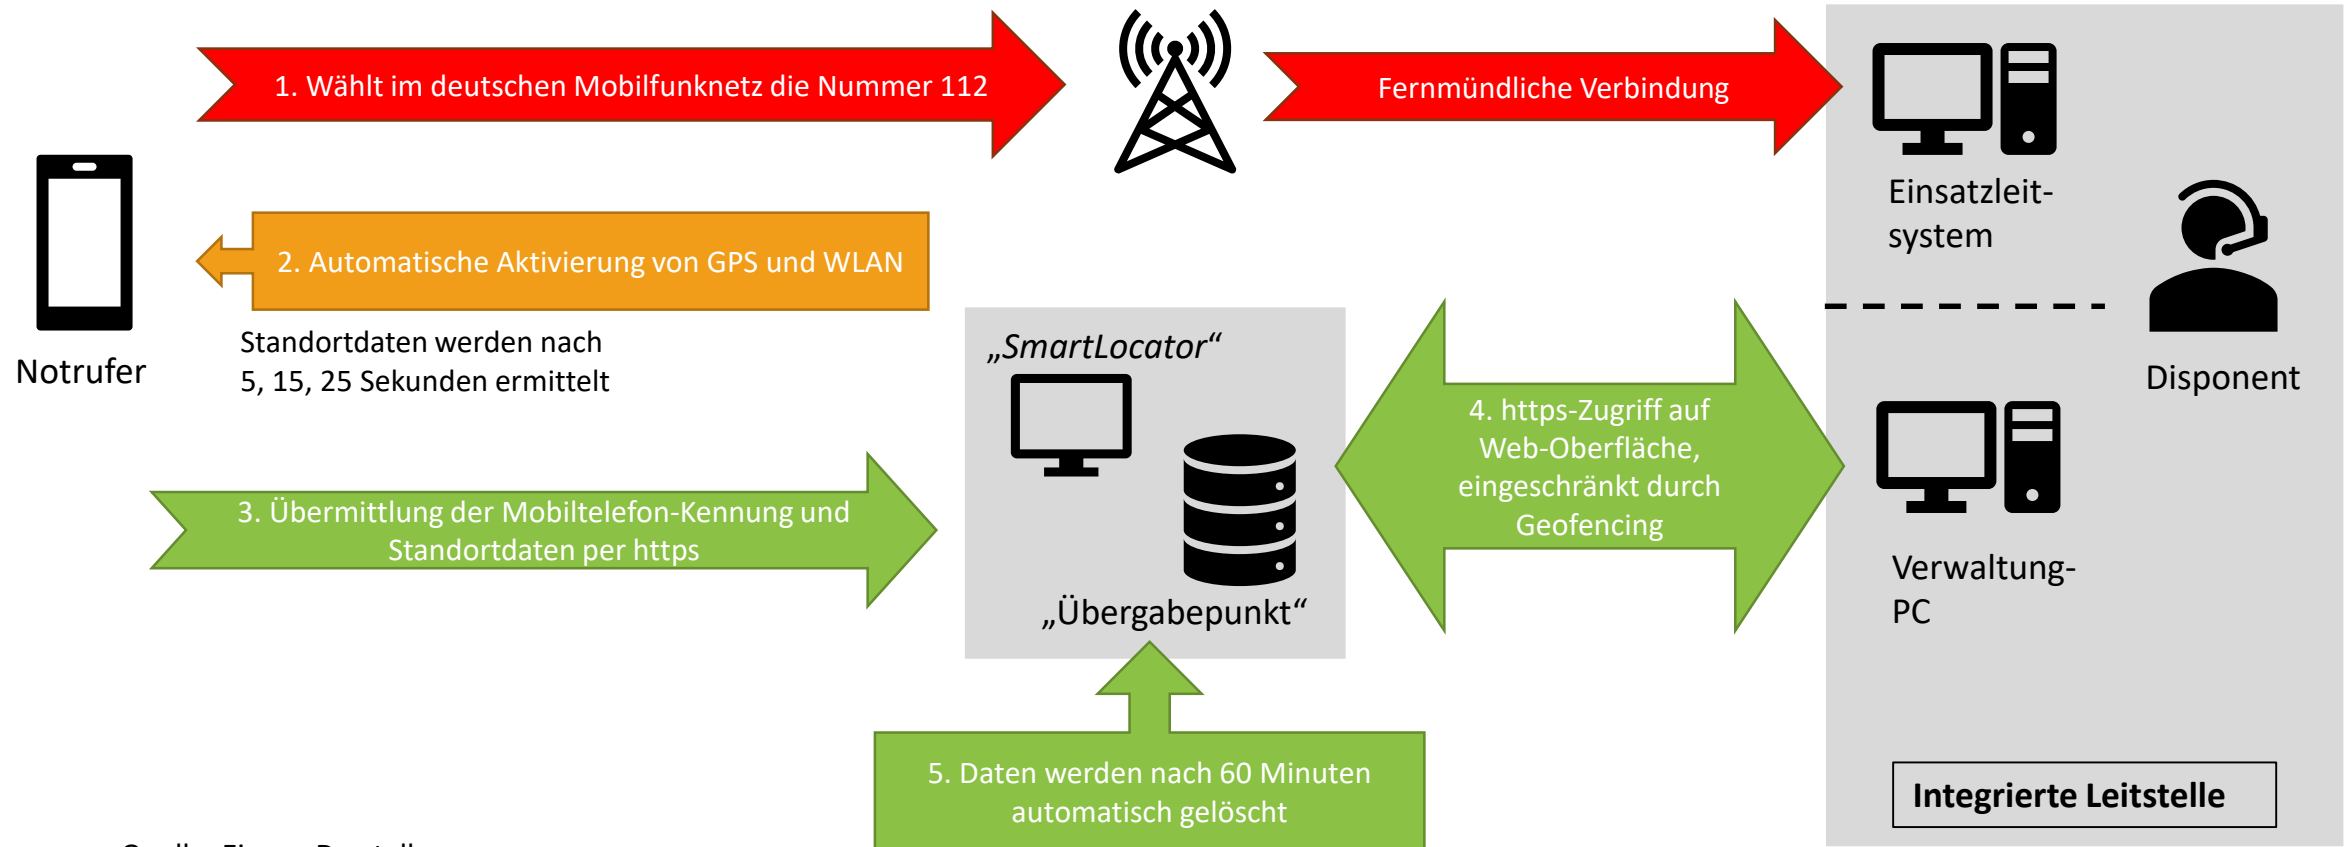 1. Wählt im deutschen Mobilfunknetz die Nummer 112
Fernmündliche Verbindung
Einsatzleit-
system
2. Automatische Aktivierung von GPS und WLAN
Notrufer
Standortdaten werden nach
5, 15, 25 Sekunden ermittelt
„SmartLocator“
Disponent
4. https-Zugriff auf
Web-Oberfläche,
eingeschränkt durch
Geofencing
3. Übermittlung der Mobiltelefon-Kennung und
Standortdaten per https
Verwaltung-
PC
„Übergabepunkt“
5. Daten werden nach 60 Minuten
automatisch gelöscht
Integrierte Leitstelle